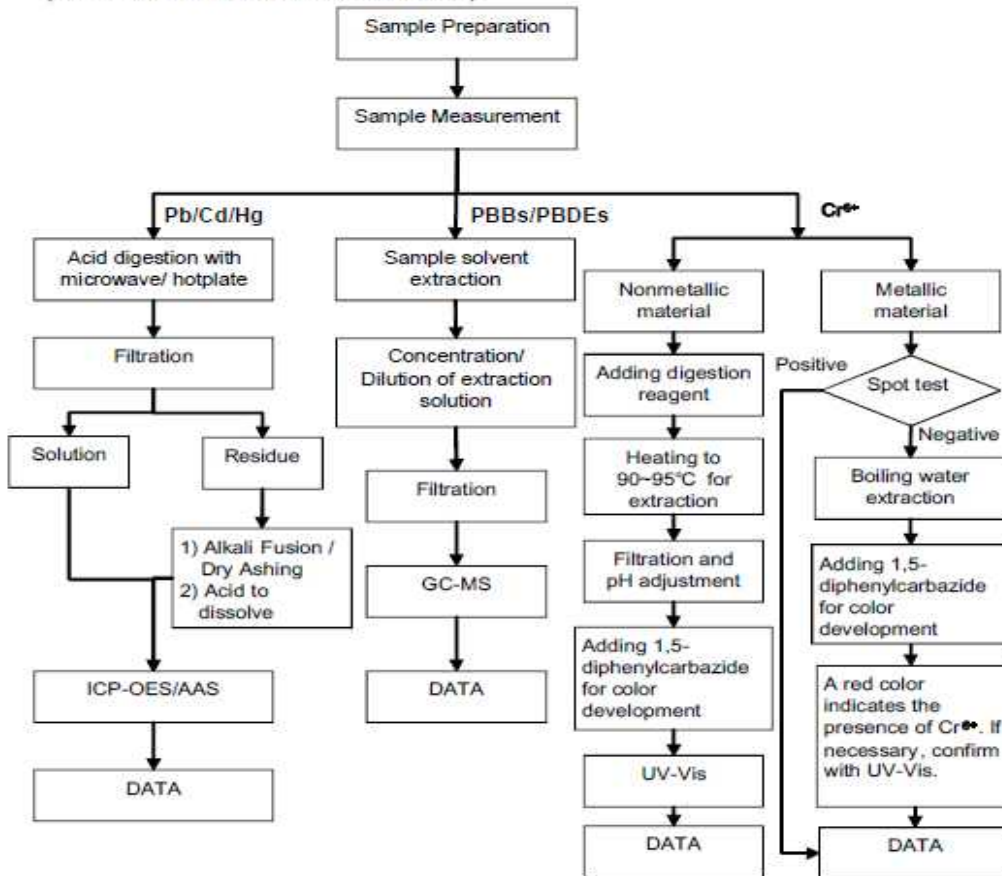 Sample Preparation
Sample Measurement
Pb/Cd/Hg
Acid digestion with
microwave/ hotplate
Filtration
Solution
Residue
1) Alkali Fusion /
Dry Ashing
2) Acid to
dissolve
ICP-OES/AAS
DATA
PBBs/PBDEs
Sample solvent
extraction
Concentration/
Dilution of extraction
solution
Filtration
GC-MS
DATA
Cr⁶⁺
Nonmetallic
material
Adding digestion
reagent
Heating to
90~95℃ for
extraction
Filtration and
pH adjustment
Adding 1,5-
diphenylcarbazide
for color
development
UV-Vis
DATA
Metallic
material
Positive
Spot test
Negative
Boiling water
extraction
Adding 1,5-
diphenylcarbazide
for color
development
A red color
indicates the
presence of Cr⁶⁺. If
necessary, confirm
with UV-Vis.
DATA